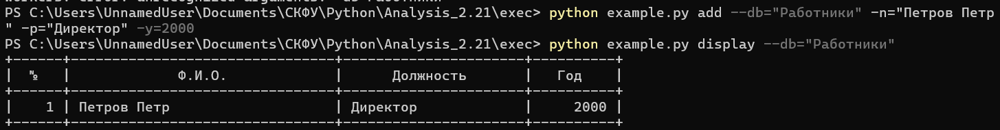 PS C:\Users\UnnamedUser\Documents\СКФУ\Python\Analysis_2.21\exec> python example.py add --db="Работники" -n="Петров Петр
" -p="Директор" -y=2000
PS C:\Users\UnnamedUser\Documents\СКФУ\Python\Analysis_2.21\exec> python example.py display --db="Работники"
+------+--------------------------------+----------------------+----------+
|  №   |             Ф.И.О.             |      Должность       |   Год    |
+------+--------------------------------+----------------------+----------+
|    1 | Петров Петр                    | Директор             |     2000 |
+------+--------------------------------+----------------------+----------+